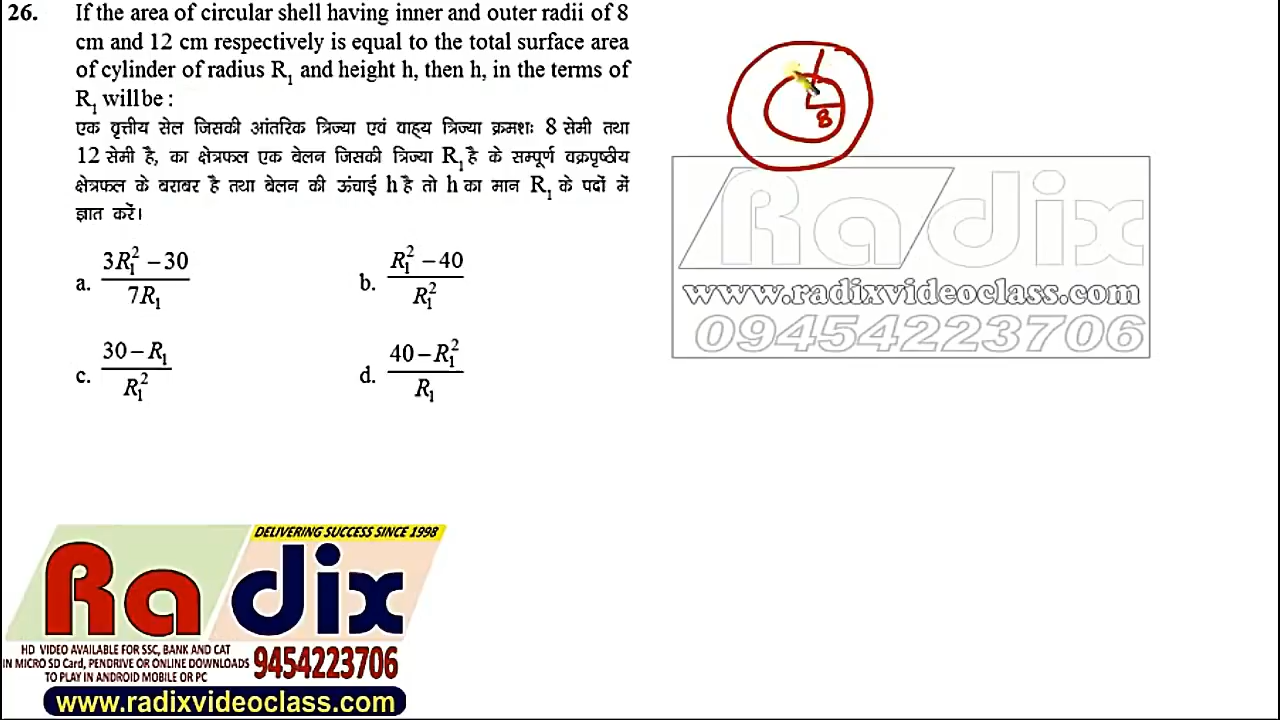 26. If the area of circular shell having inner and outer radii of 8
cm and 12 cm respectively is equal to the total surface area
of cylinder of radius R₁ and height h, then h, in the terms of
R₁ will be :
एक वृत्तीय सेल जिसकी आंतरिक त्रिज्या एवं वाह्य त्रिज्या क्रमशः 8 सेमी तथा
12 सेमी है, का क्षेत्रफल एक बेलन जिसकी त्रिज्या R₁ है के सम्पूर्ण वक्रपृष्ठीय
क्षेत्रफल के बराबर है तथा बेलन की ऊंचाई h है तो h का मान R₁ के पदों में
ज्ञात करें।
a. (3R₁² – 30) / 7R₁
b. (R₁² – 40) / R₁²
c. (30 – R₁) / R₁²
d. (40 – R₁²) / R₁
8
Radix
www.radixvideoclass.com
09454223706
DELIVERING SUCCESS SINCE 1998
Radix
HD VIDEO AVAILABLE FOR SSC, BANK AND CAT
IN MICRO SD Card, PENDRIVE OR ONLINE DOWNLOADS
TO PLAY IN ANDROID MOBILE OR PC
9454223706
www.radixvideoclass.com